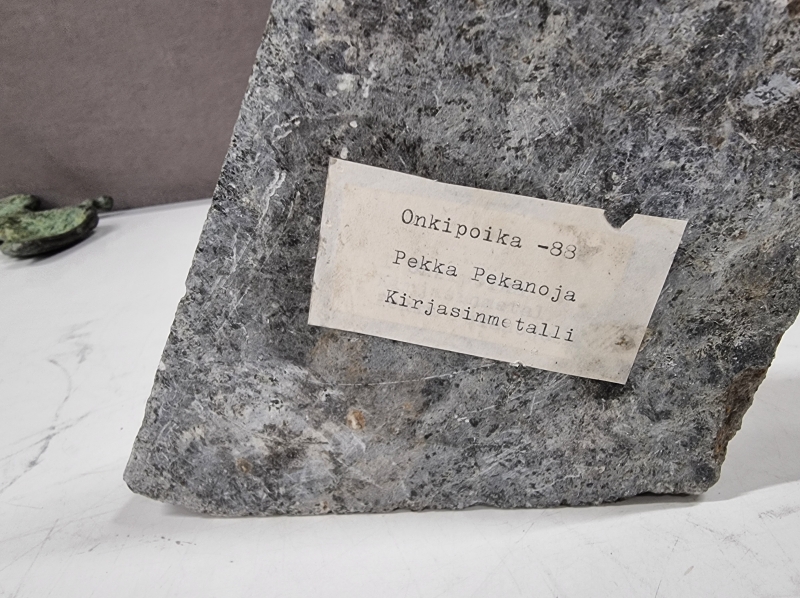 Onkipoika -88
Pekka Pekanoja
Kirjasinmetalli